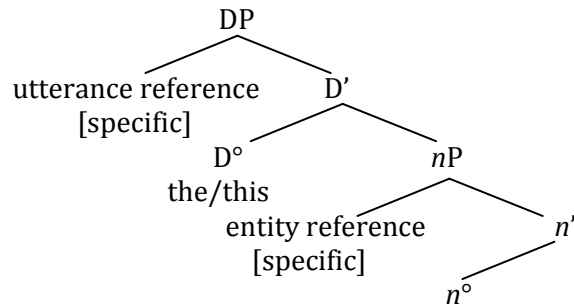 DP
utterance reference
[specific]
D’
D°
the/this
nP
entity reference
[specific]
n’
n°